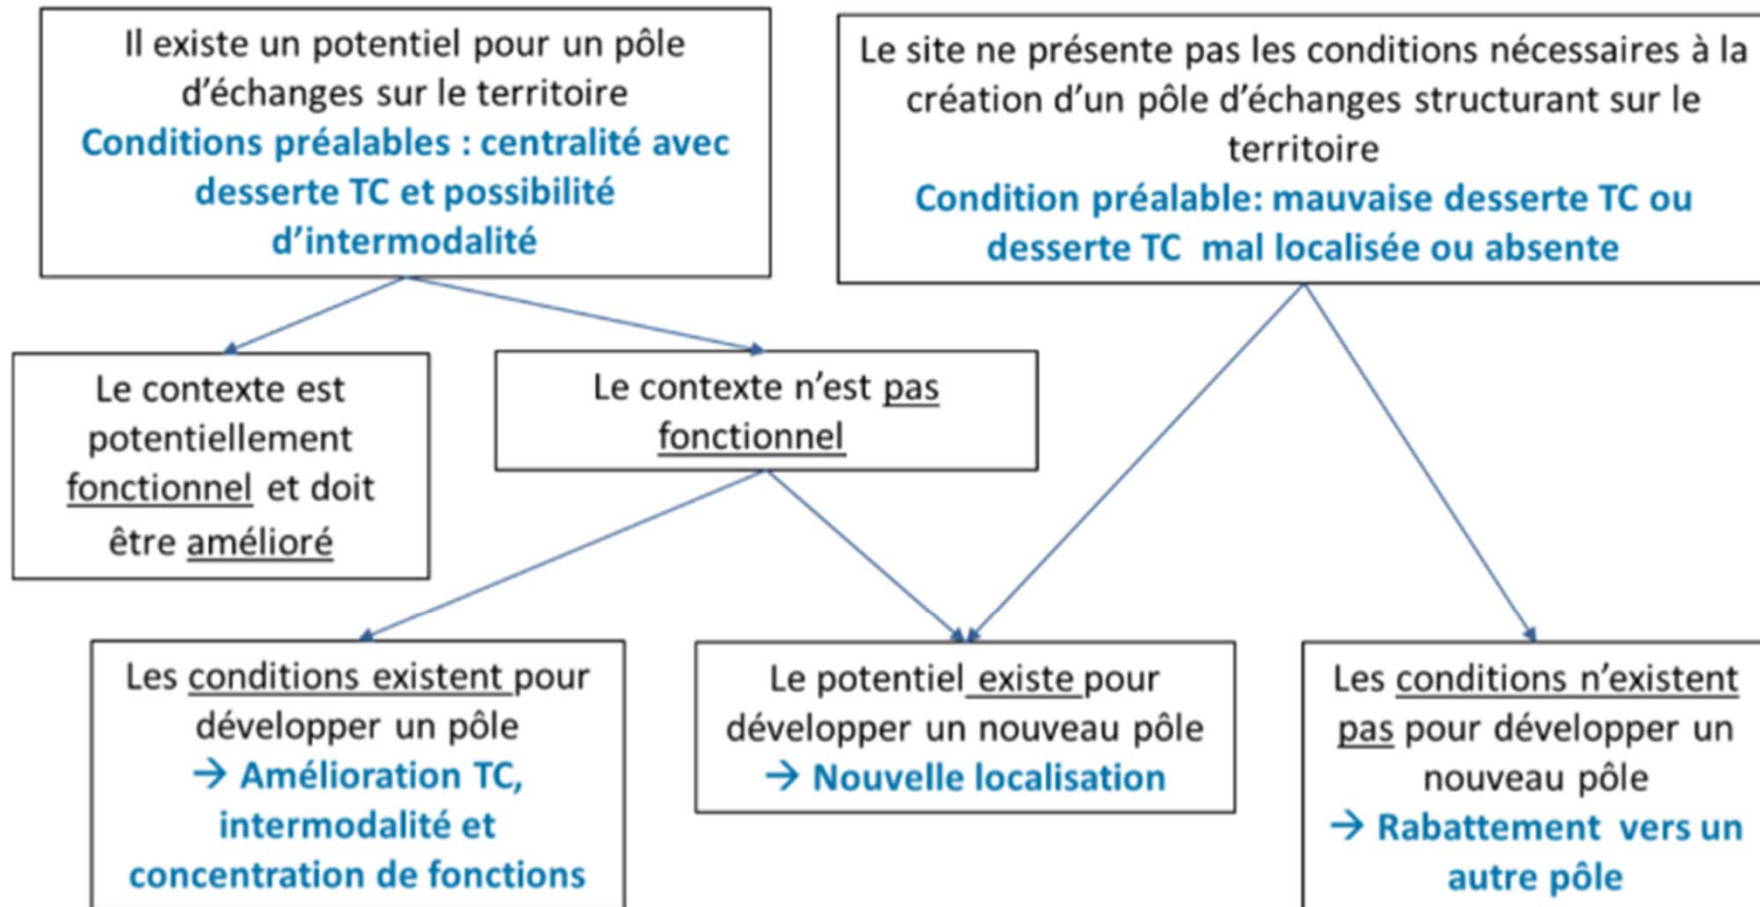 Il existe un potentiel pour un pôle
d'échanges sur le territoire
Conditions préalables : centralité avec
desserte TC et possibilité
d'intermodalité
Le site ne présente pas les conditions nécessaires à la
création d'un pôle d'échanges structurant sur le
territoire
Condition préalable: mauvaise desserte TC ou
desserte TC mal localisée ou absente
Le contexte est
potentiellement
fonctionnel et doit
être amélioré
Le contexte n'est pas
fonctionnel
Les conditions existent pour
développer un pôle
→ Amélioration TC,
intermodalité et
concentration de fonctions
Le potentiel existe pour
développer un nouveau pôle
→ Nouvelle localisation
Les conditions n'existent
pas pour développer un
nouveau pôle
→ Rabattement vers un
autre pôle